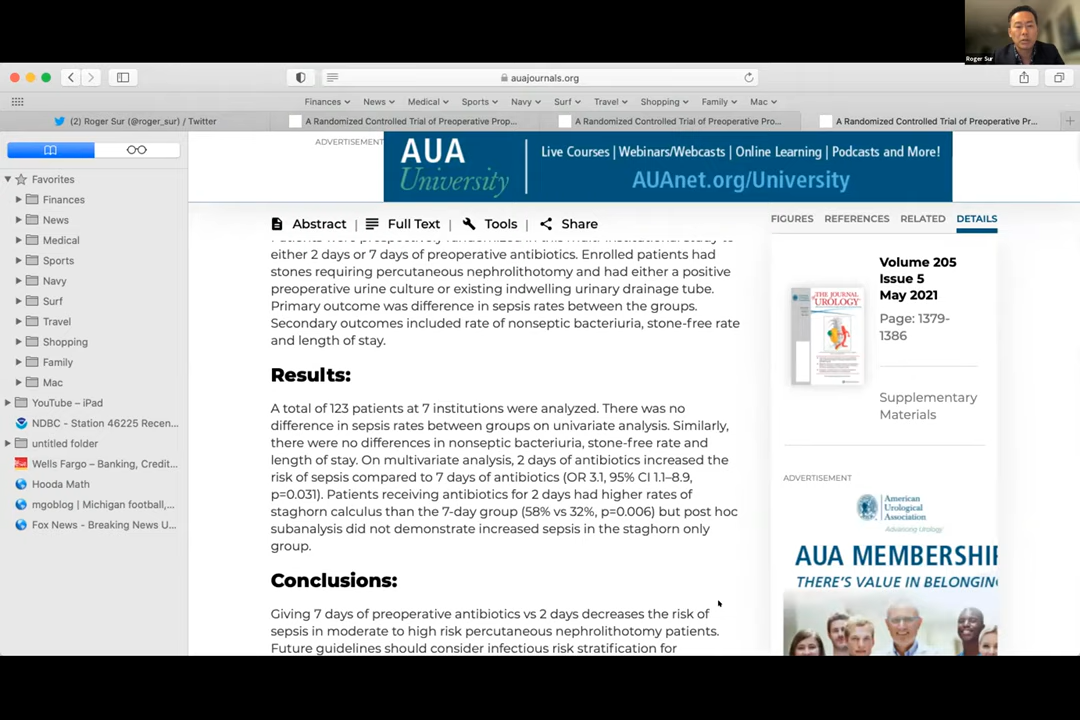 Roger Sur
auajournals.org
Finances News Medical Sports Navy Surf Travel Shopping Family Mac
(2) Roger Sur (@roger_sur) / Twitter
A Randomized Controlled Trial of Preoperative Prop...
A Randomized Controlled Trial of Preoperative Pro...
A Randomized Controlled Trial of Preoperative Pr...
Favorites
Finances
News
Medical
Sports
Navy
Surf
Travel
Shopping
Family
Mac
YouTube – iPad
NDBC - Station 46225 Recen...
untitled folder
Wells Fargo – Banking, Credit...
Hooda Math
mgoblog | Michigan football,...
Fox News - Breaking News U...
ADVERTISEMENT
AUA
University
Live Courses | Webinars/Webcasts | Online Learning | Podcasts and More!
AUAnet.org/University
Abstract | Full Text | Tools | Share
Patients were prospectively randomized in this multi-institutional study to
either 2 days or 7 days of preoperative antibiotics. Enrolled patients had
stones requiring percutaneous nephrolithotomy and had either a positive
preoperative urine culture or existing indwelling urinary drainage tube.
Primary outcome was difference in sepsis rates between the groups.
Secondary outcomes included rate of nonseptic bacteriuria, stone-free rate
and length of stay.
Results:
A total of 123 patients at 7 institutions were analyzed. There was no
difference in sepsis rates between groups on univariate analysis. Similarly,
there were no differences in nonseptic bacteriuria, stone-free rate and
length of stay. On multivariate analysis, 2 days of antibiotics increased the
risk of sepsis compared to 7 days of antibiotics (OR 3.1, 95% CI 1.1–8.9,
p=0.031). Patients receiving antibiotics for 2 days had higher rates of
staghorn calculus than the 7-day group (58% vs 32%, p=0.006) but post hoc
subanalysis did not demonstrate increased sepsis in the staghorn only
group.
Conclusions:
Giving 7 days of preoperative antibiotics vs 2 days decreases the risk of
sepsis in moderate to high risk percutaneous nephrolithotomy patients.
Future guidelines should consider infectious risk stratification for
FIGURES REFERENCES RELATED DETAILS
THE JOURNAL
UROLOGY
Volume 205
Issue 5
May 2021
Page: 1379-
1386
Supplementary
Materials
ADVERTISEMENT
American
Urological
Association
Advancing Urology
AUA MEMBERSHI
THERE'S VALUE IN BELONGIN